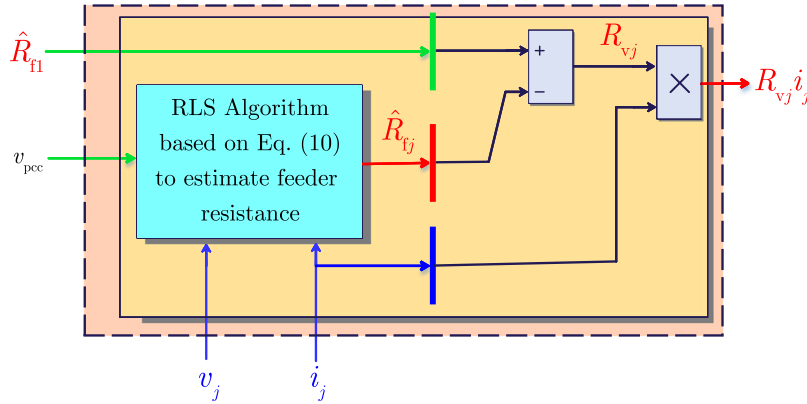 R̂f1
+
−
Rvj
×
Rvj ij
RLS Algorithm
based on Eq. (10)
to estimate feeder
resistance
R̂fj
vpcc
vj
ij